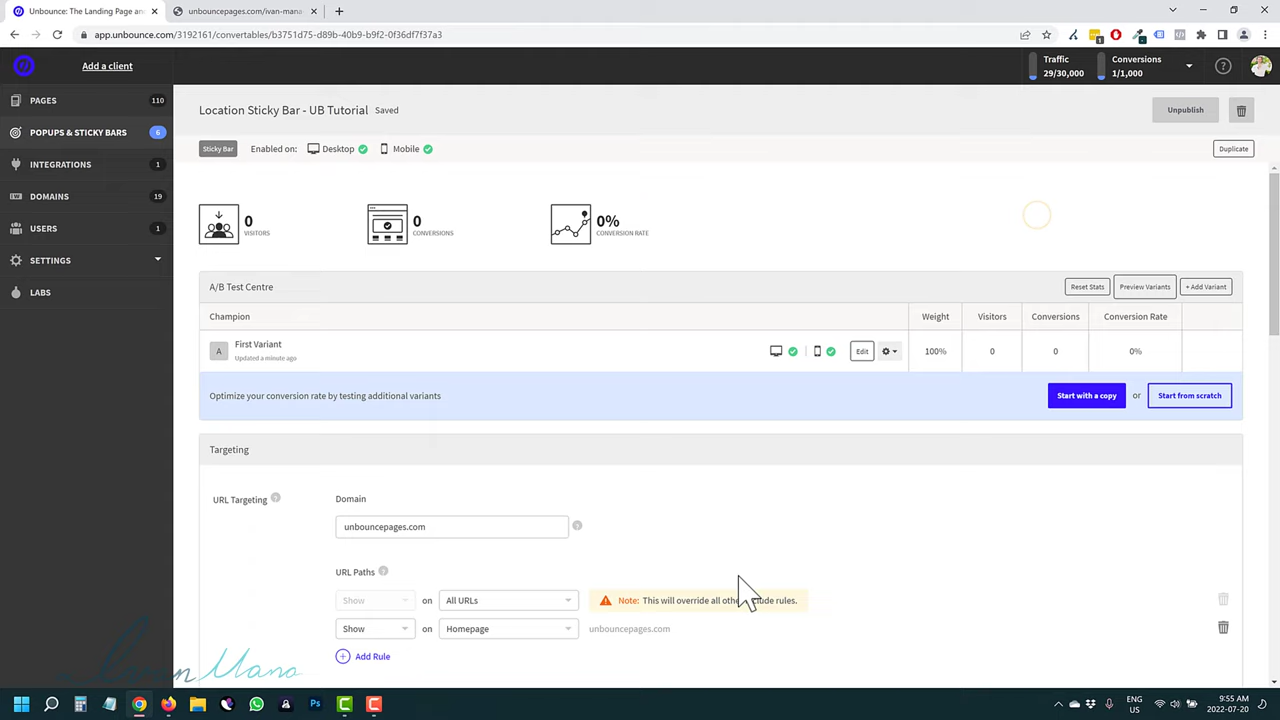 Unbounce: The Landing Page an
unbouncepages.com/ivan-mana
app.unbounce.com/3192161/convertables/b3751d75-d89b-40b9-b9f2-0f36df7f37a3
Add a client
Traffic
29/30,000
Conversions
1/1,000
PAGES
110
Location Sticky Bar - UB Tutorial
Saved
Unpublish
POPUPS & STICKY BARS
6
Sticky Bar
Enabled on:
Desktop
Mobile
Duplicate
INTEGRATIONS
1
DOMAINS
19
USERS
1
SETTINGS
LABS
0
VISITORS
0
CONVERSIONS
0%
CONVERSION RATE
A/B Test Centre
Reset Stats
Preview Variants
+ Add Variant
Champion
Weight
Visitors
Conversions
Conversion Rate
A
First Variant
Updated a minute ago
Edit
100%
0
0
0%
Optimize your conversion rate by testing additional variants
Start with a copy
or
Start from scratch
Targeting
URL Targeting
Domain
unbouncepages.com
URL Paths
Show
on
All URLs
Note: This will override all rules.
Show
on
Homepage
unbouncepages.com
Add Rule
Ivan Mana
ENG
US
9:55 AM
2022-07-20